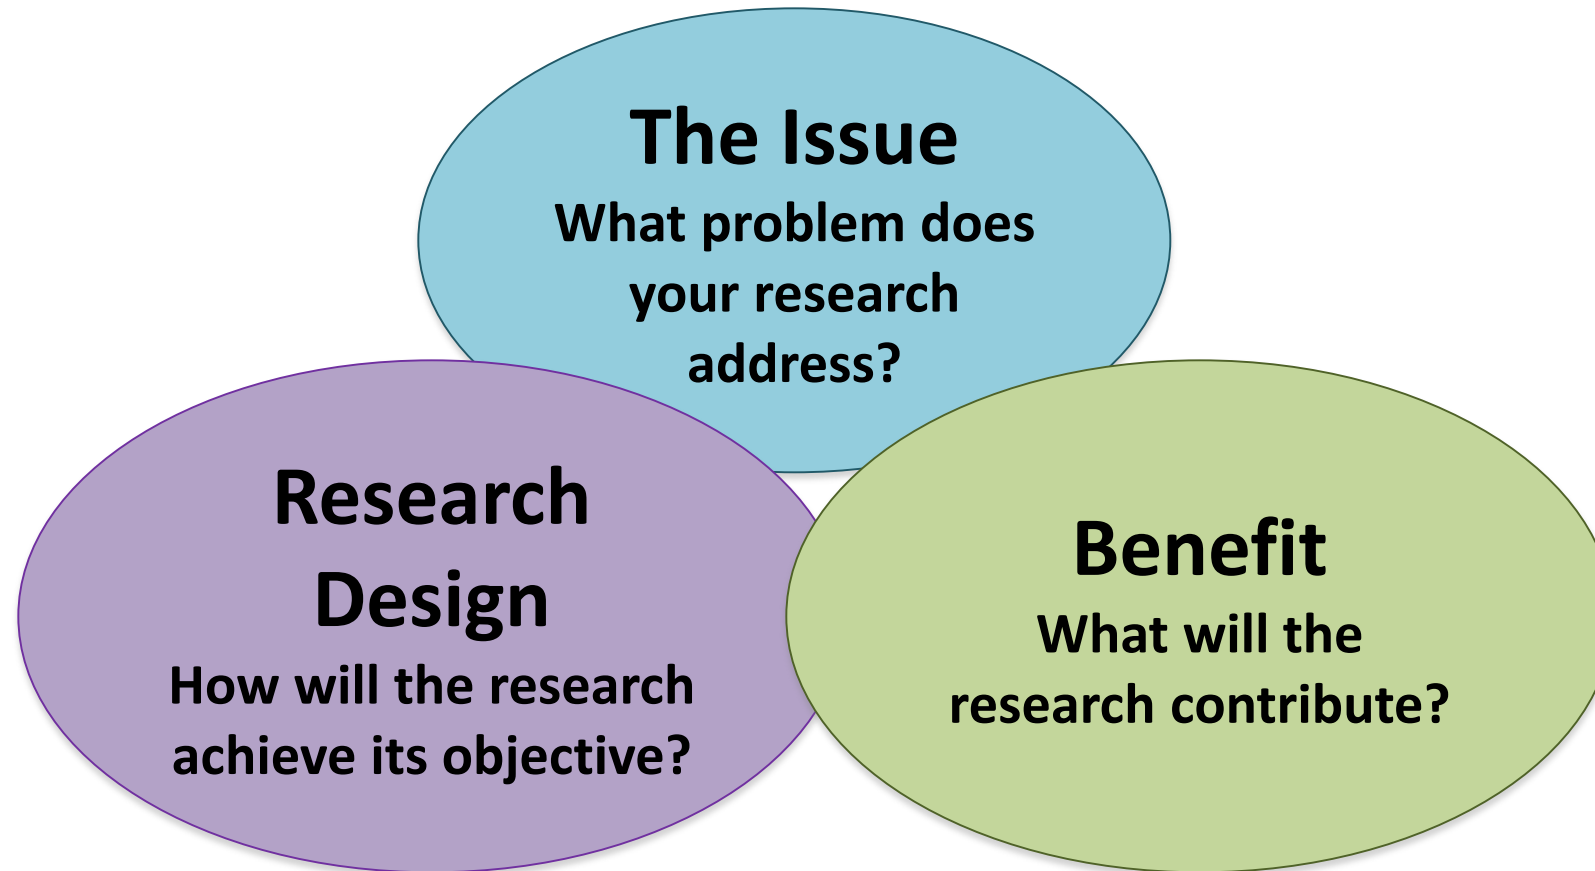 The Issue
What problem does
your research
address?
Research
Design
How will the research
achieve its objective?
Benefit
What will the
research contribute?